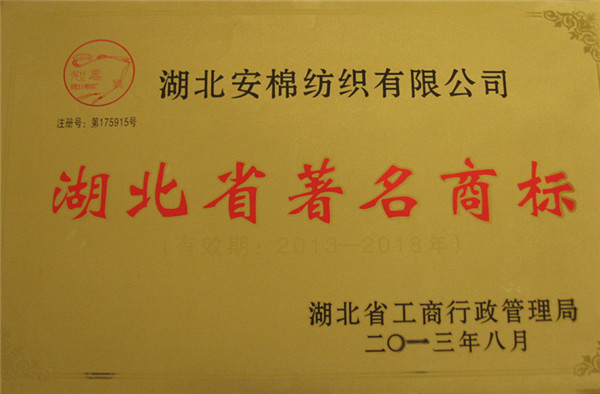 湖北安棉纺织有限公司
注册号：第175915号
湖北省著名商标
（有效期：2013—2018年）
湖北省工商行政管理局
二〇一三年八月